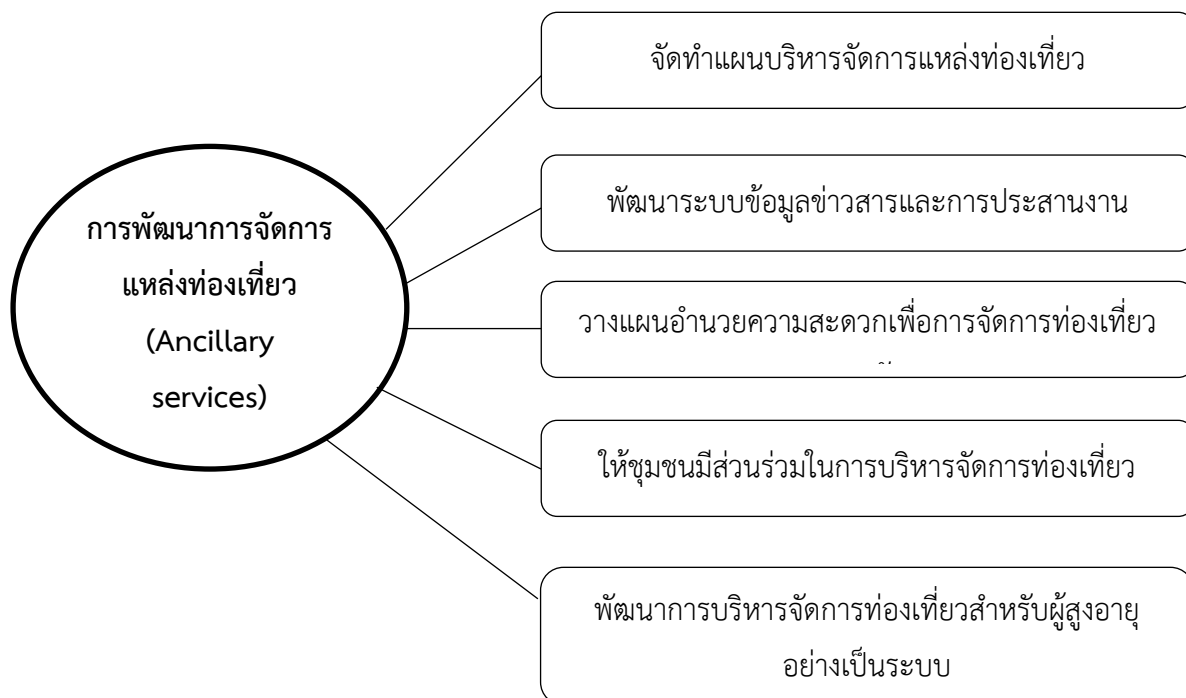 การพัฒนาการจัดการ
แหล่งท่องเที่ยว
(Ancillary
services)
จัดทำแผนบริหารจัดการแหล่งท่องเที่ยว
พัฒนาระบบข้อมูลข่าวสารและการประสานงาน
วางแผนอำนวยความสะดวกเพื่อการจัดการท่องเที่ยว
ให้ชุมชนมีส่วนร่วมในการบริหารจัดการท่องเที่ยว
พัฒนาการบริหารจัดการท่องเที่ยวสำหรับผู้สูงอายุ
อย่างเป็นระบบ